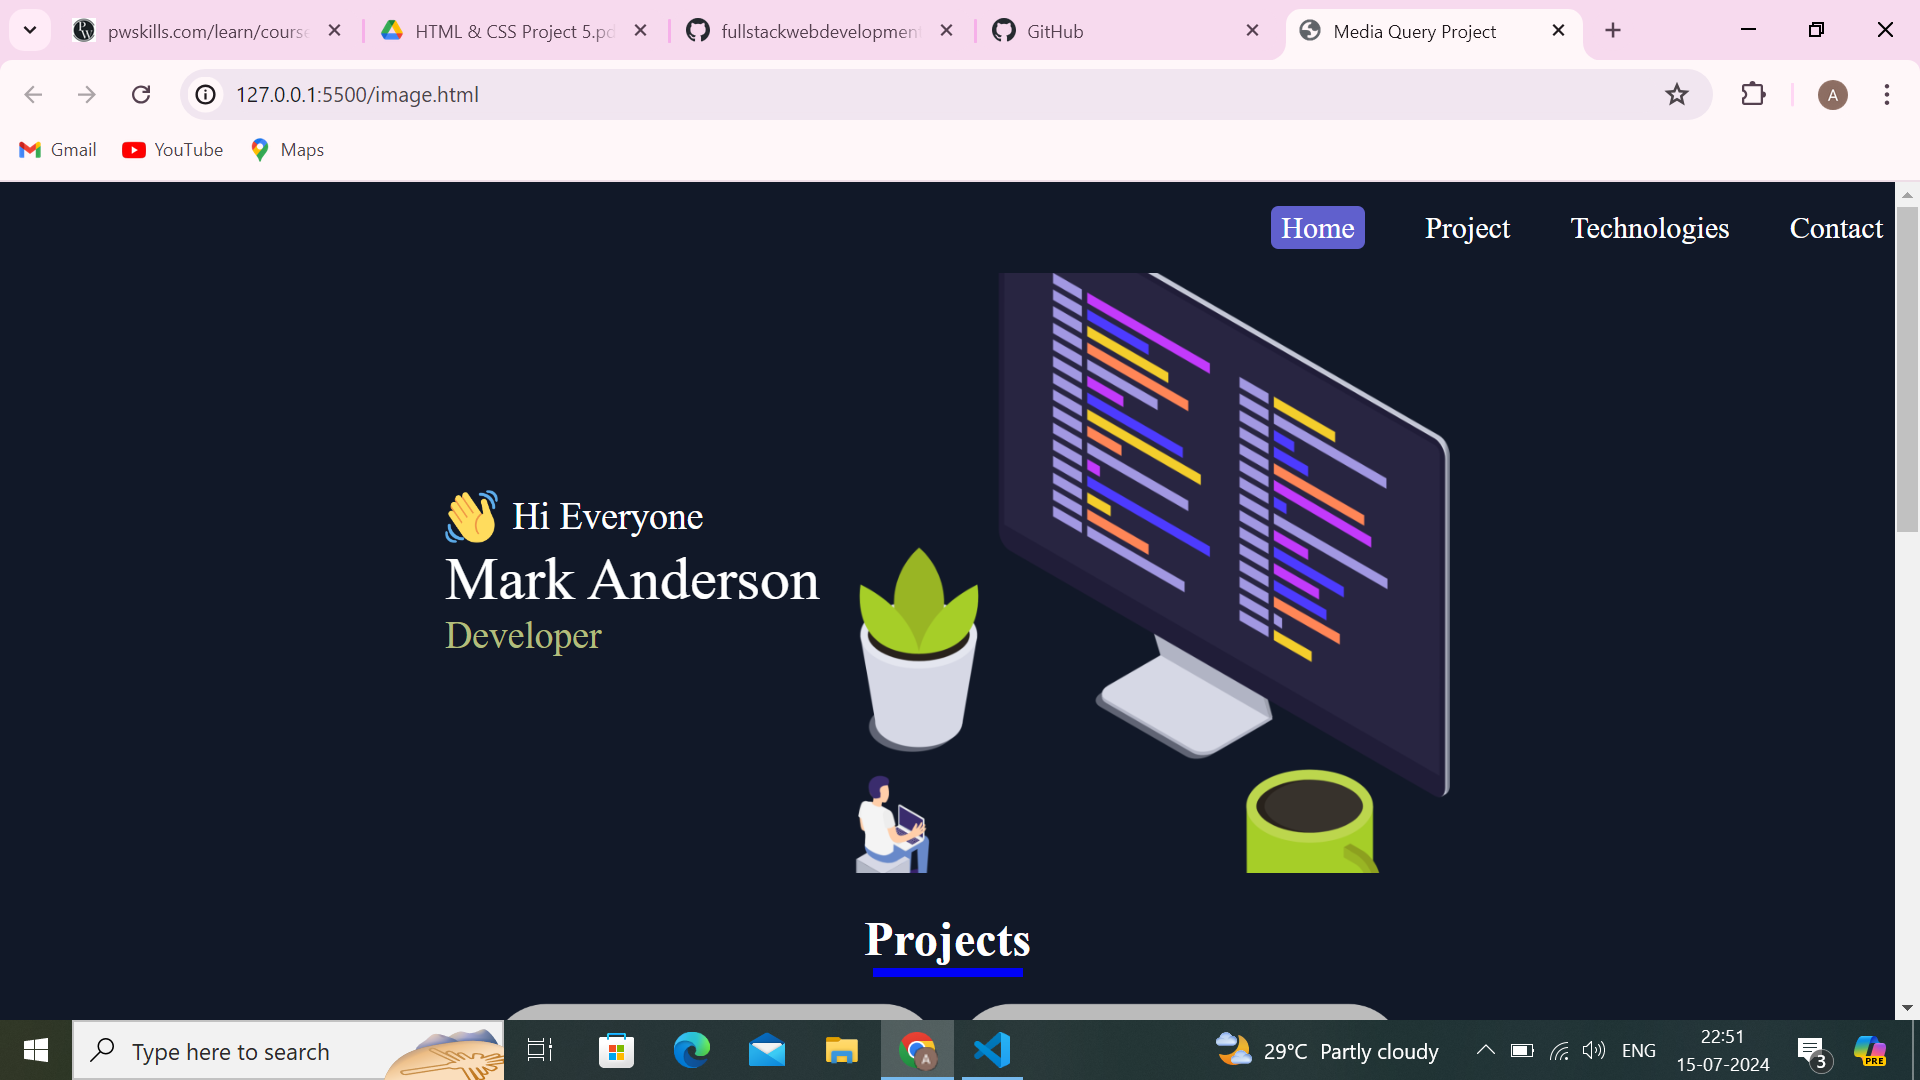 pwskills.com/learn/course
HTML & CSS Project 5.pd
fullstackwebdevelopment
GitHub
Media Query Project
127.0.0.1:5500/image.html
A
Gmail
YouTube
Maps
Home
Project
Technologies
Contact
Hi Everyone
Mark Anderson
Developer
Projects
Type here to search
A
29°C Partly cloudy
ENG
22:51
15-07-2024
3
PRE